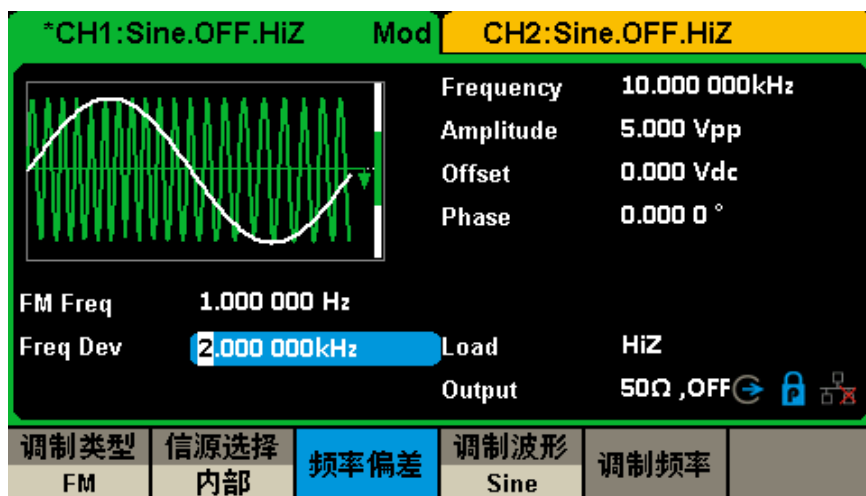 *CH1:Sine.OFF.HiZ Mod CH2:Sine.OFF.HiZ
Frequency 10.000 000kHz
Amplitude 5.000 Vpp
Offset 0.000 Vdc
Phase 0.000 0 °
FM Freq 1.000 000 Hz
Freq Dev 2.000 000kHz
Load HiZ
Output 50Ω ,OFF P
调制类型 信源选择 频率偏差 调制波形 调制频率
FM 内部 Sine